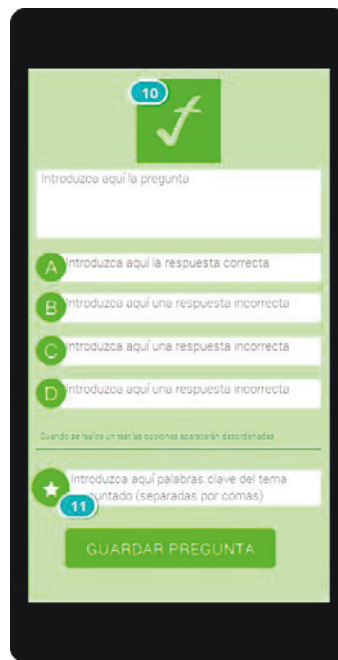 10
Introduzca aquí la pregunta
A
Introduzca aquí la respuesta correcta
B
Introduzca aquí una respuesta incorrecta
C
Introduzca aquí una respuesta incorrecta
D
Introduzca aquí una respuesta incorrecta
Cuando se realice un test las opciones aparecerán desordenadas
Introduzca aquí palabras clave del tema
11
untado (separadas por comas)
GUARDAR PREGUNTA